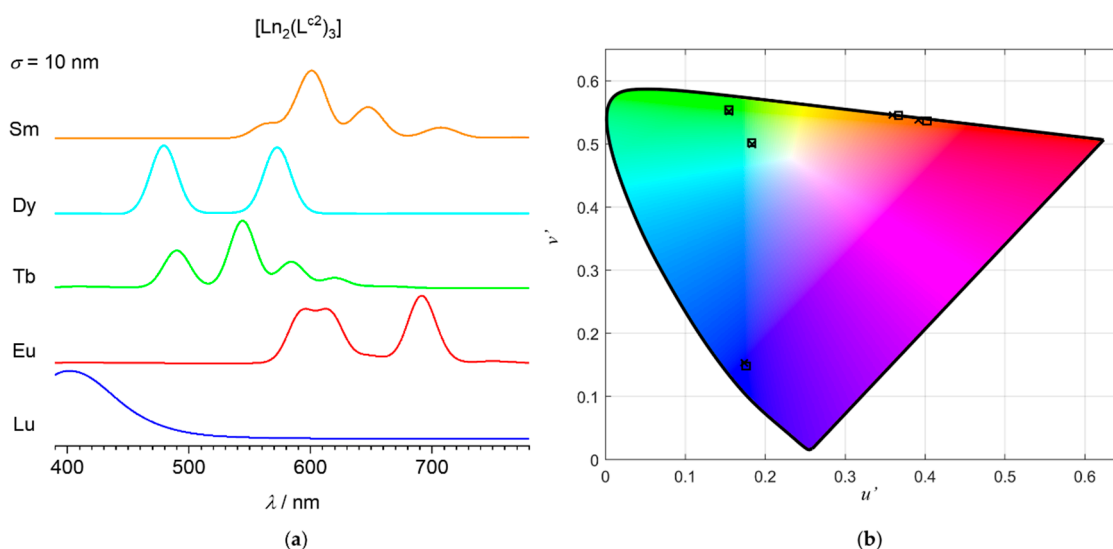 [Ln₂(Lᶜ²)₃]
σ = 10 nm
Sm
Dy
Tb
Eu
Lu
400 500 600 700
λ / nm
(a)
0.6
0.5
0.4
0.3
0.2
0.1
0
v'
0 0.1 0.2 0.3 0.4 0.5 0.6
u'
(b)